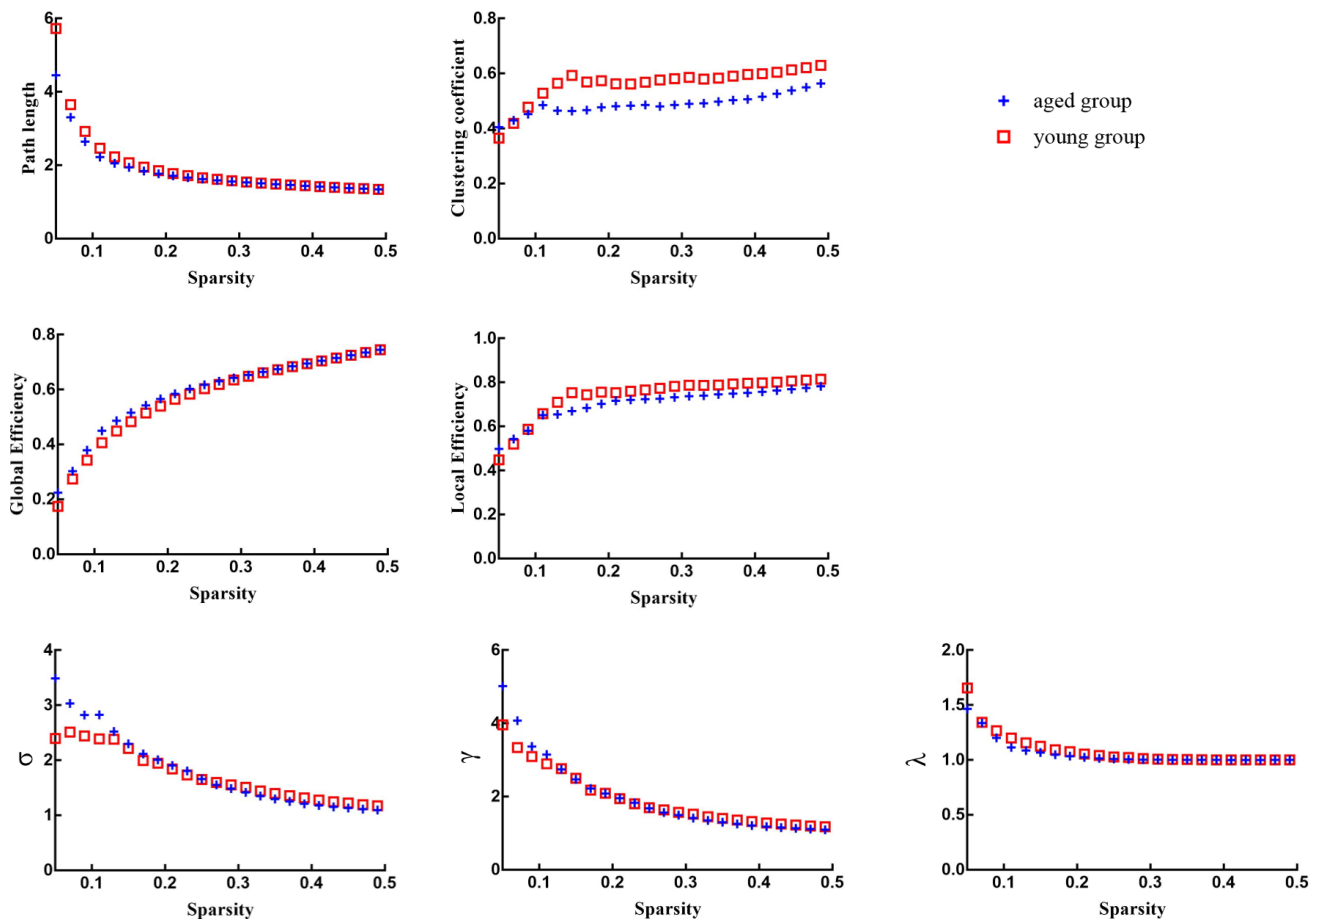 6
4
2
0
Path length
0.1 0.2 0.3 0.4 0.5
Sparsity
0.8
0.6
0.4
0.2
0.0
Clustering coefficient
0.1 0.2 0.3 0.4 0.5
Sparsity
aged group
young group
0.8
0.6
0.4
0.2
0.0
Global Efficiency
0.1 0.2 0.3 0.4 0.5
Sparsity
1.0
0.8
0.6
0.4
0.2
0.0
Local Efficiency
0.1 0.2 0.3 0.4 0.5
Sparsity
4
3
2
1
0
σ
0.1 0.2 0.3 0.4 0.5
Sparsity
6
4
2
0
γ
0.1 0.2 0.3 0.4 0.5
Sparsity
2.0
1.5
1.0
0.5
0.0
λ
0.1 0.2 0.3 0.4 0.5
Sparsity